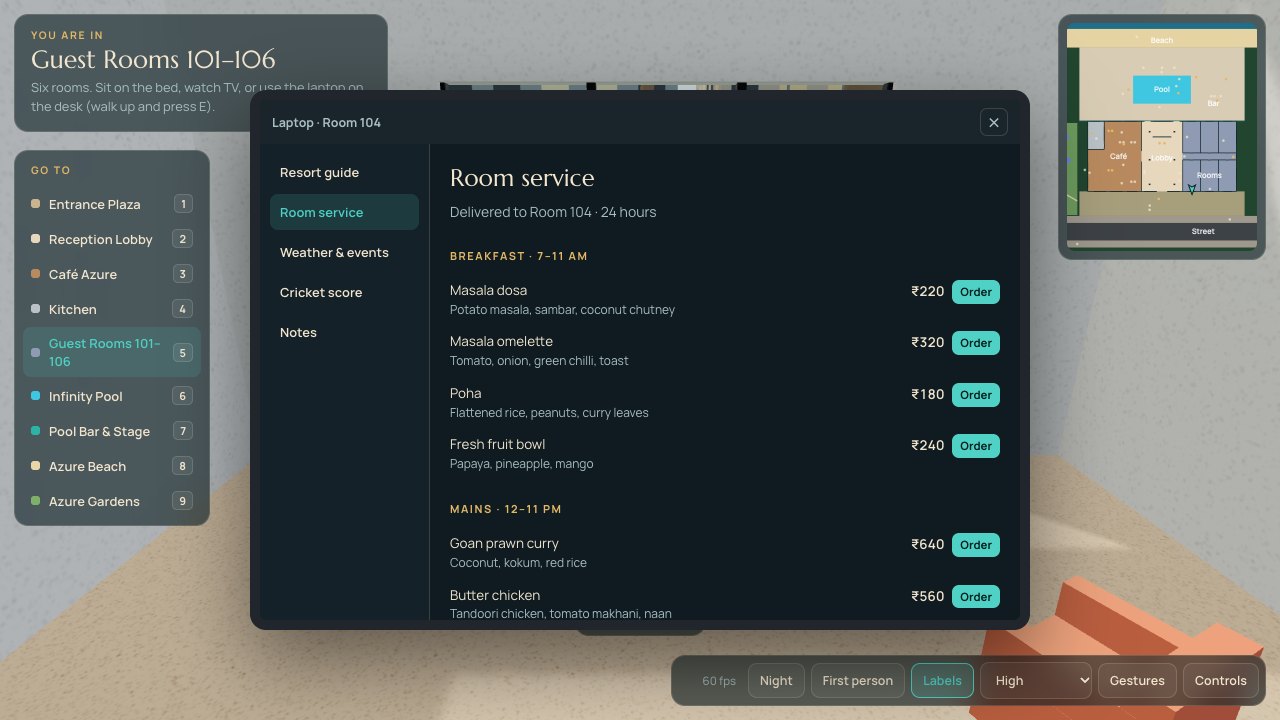 YOU ARE IN
Guest Rooms 101–106
Six rooms. Sit on the bed, watch TV, or use the laptop on
the desk (walk up and press E).
GO TO
Entrance Plaza 1
Reception Lobby 2
Café Azure 3
Kitchen 4
Guest Rooms 101–
106 5
Infinity Pool 6
Pool Bar & Stage 7
Azure Beach 8
Azure Gardens 9
Laptop · Room 104
Resort guide
Room service
Weather & events
Cricket score
Notes
Room service
Delivered to Room 104 · 24 hours
BREAKFAST · 7–11 AM
Masala dosa ₹220 Order
Potato masala, sambar, coconut chutney
Masala omelette ₹320 Order
Tomato, onion, green chilli, toast
Poha ₹180 Order
Flattened rice, peanuts, curry leaves
Fresh fruit bowl ₹240 Order
Papaya, pineapple, mango
MAINS · 12–11 PM
Goan prawn curry ₹640 Order
Coconut, kokum, red rice
Butter chicken ₹560 Order
Tandoori chicken, tomato makhani, naan
Beach
Pool
Bar
Café
Lobby
Rooms
Street
60 fps Night First person Labels High Gestures Controls